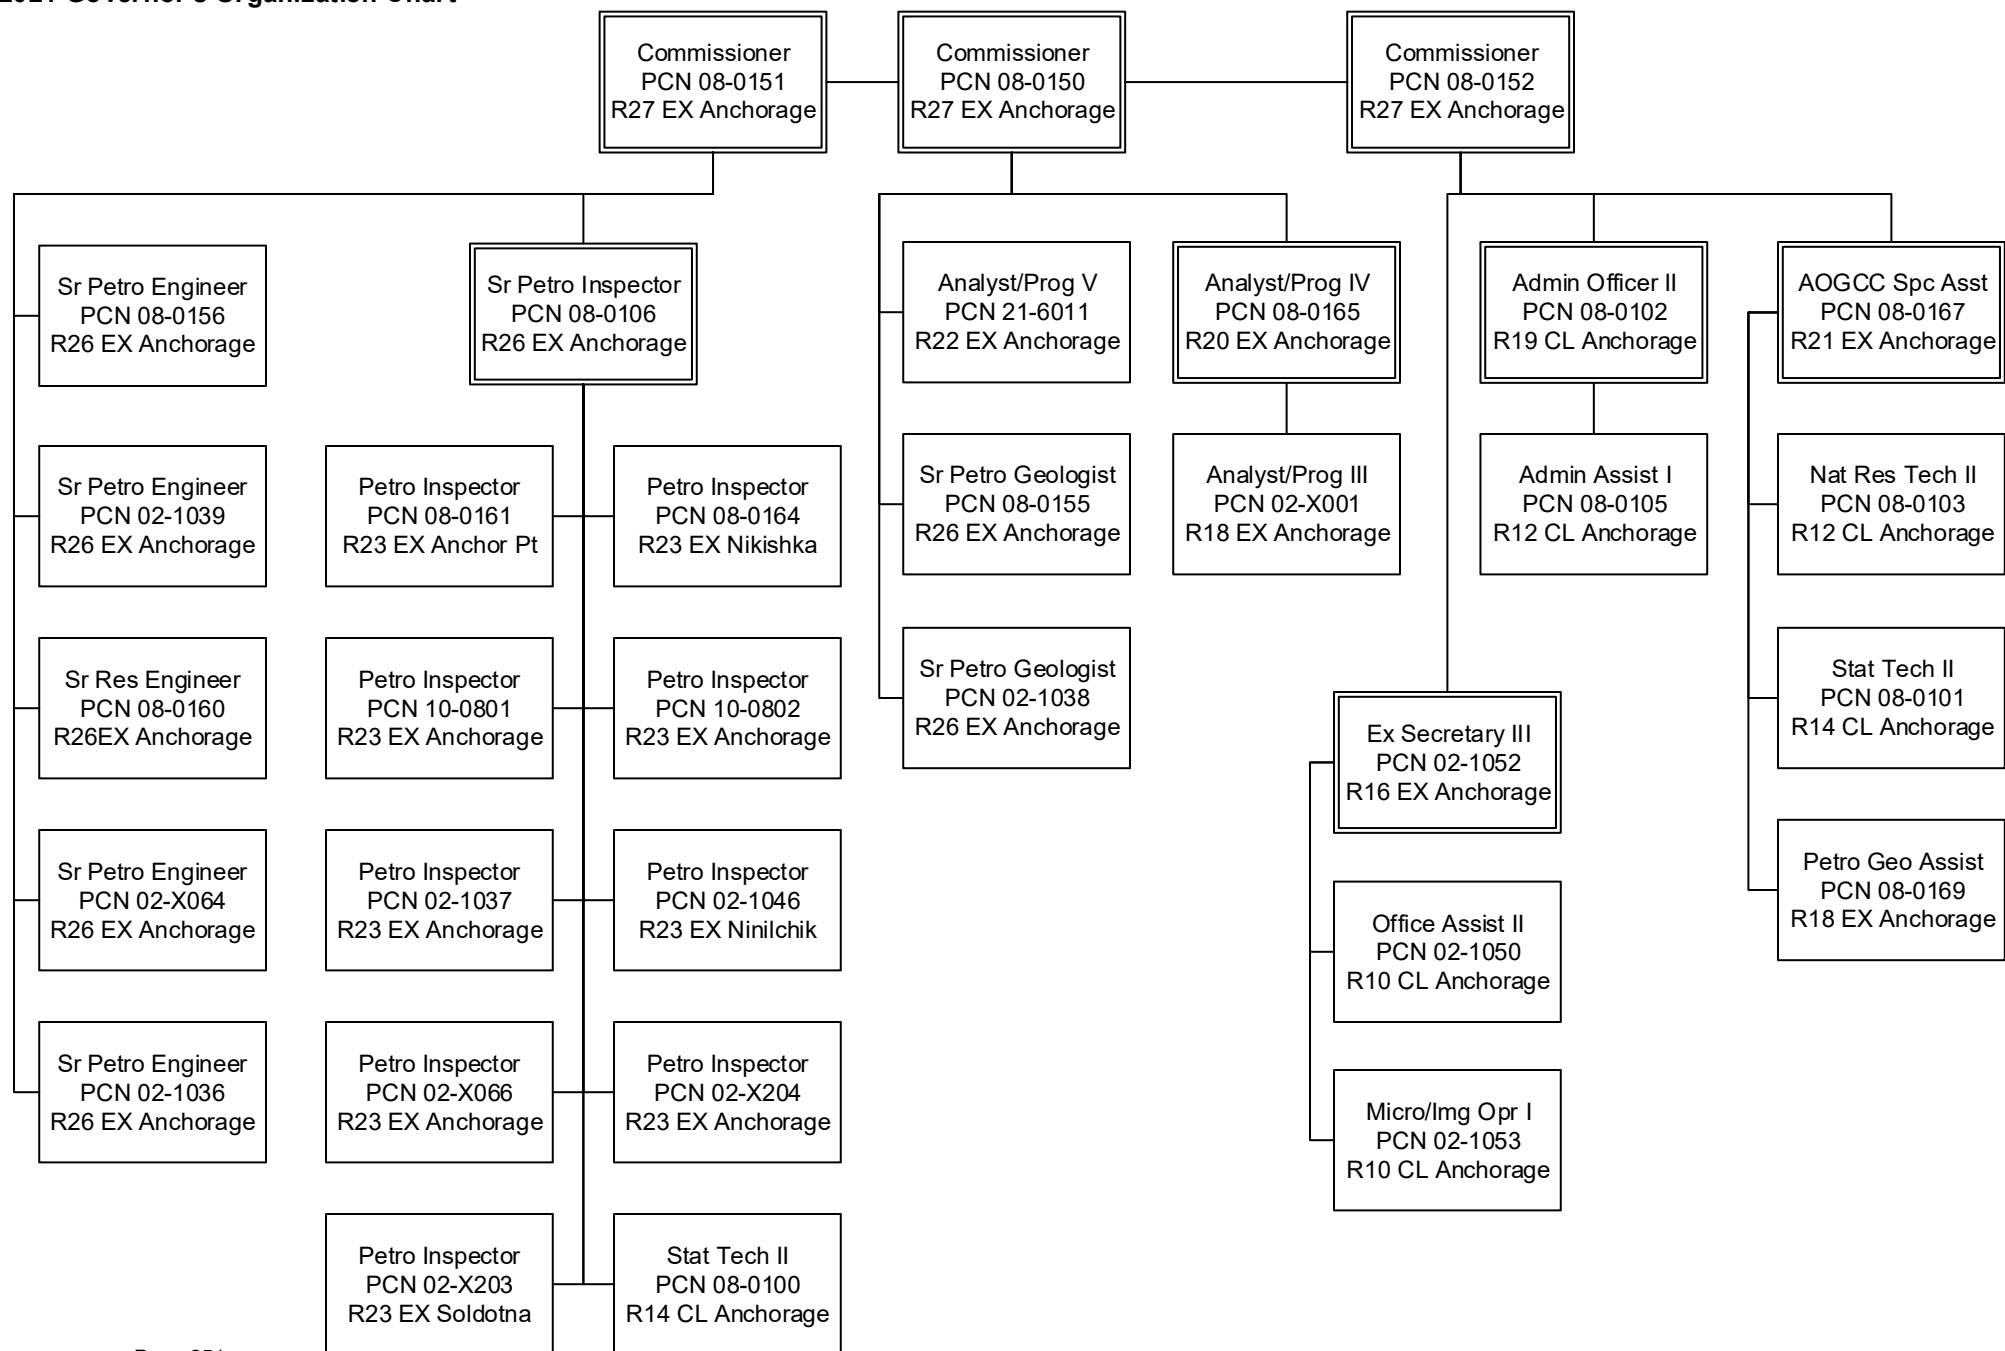 Commissioner
PCN 08-0151
R27 EX Anchorage
Commissioner
PCN 08-0150
R27 EX Anchorage
Commissioner
PCN 08-0152
R27 EX Anchorage
Sr Petro Engineer
PCN 08-0156
R26 EX Anchorage
Sr Petro Inspector
PCN 08-0106
R26 EX Anchorage
Analyst/Prog V
PCN 21-6011
R22 EX Anchorage
Analyst/Prog IV
PCN 08-0165
R20 EX Anchorage
Admin Officer II
PCN 08-0102
R19 CL Anchorage
AOGCC Spc Asst
PCN 08-0167
R21 EX Anchorage
Sr Petro Engineer
PCN 02-1039
R26 EX Anchorage
Petro Inspector
PCN 08-0161
R23 EX Anchor Pt
Petro Inspector
PCN 08-0164
R23 EX Nikishka
Sr Petro Geologist
PCN 08-0155
R26 EX Anchorage
Analyst/Prog III
PCN 02-X001
R18 EX Anchorage
Admin Assist I
PCN 08-0105
R12 CL Anchorage
Nat Res Tech II
PCN 08-0103
R12 CL Anchorage
Sr Res Engineer
PCN 08-0160
R26EX Anchorage
Petro Inspector
PCN 10-0801
R23 EX Anchorage
Petro Inspector
PCN 10-0802
R23 EX Anchorage
Sr Petro Geologist
PCN 02-1038
R26 EX Anchorage
Ex Secretary III
PCN 02-1052
R16 EX Anchorage
Stat Tech II
PCN 08-0101
R14 CL Anchorage
Sr Petro Engineer
PCN 02-X064
R26 EX Anchorage
Petro Inspector
PCN 02-1037
R23 EX Anchorage
Petro Inspector
PCN 02-1046
R23 EX Ninilchik
Office Assist II
PCN 02-1050
R10 CL Anchorage
Petro Geo Assist
PCN 08-0169
R18 EX Anchorage
Sr Petro Engineer
PCN 02-1036
R26 EX Anchorage
Petro Inspector
PCN 02-X066
R23 EX Anchorage
Petro Inspector
PCN 02-X204
R23 EX Anchorage
Micro/Img Opr I
PCN 02-1053
R10 CL Anchorage
Petro Inspector
PCN 02-X203
R23 EX Soldotna
Stat Tech II
PCN 08-0100
R14 CL Anchorage